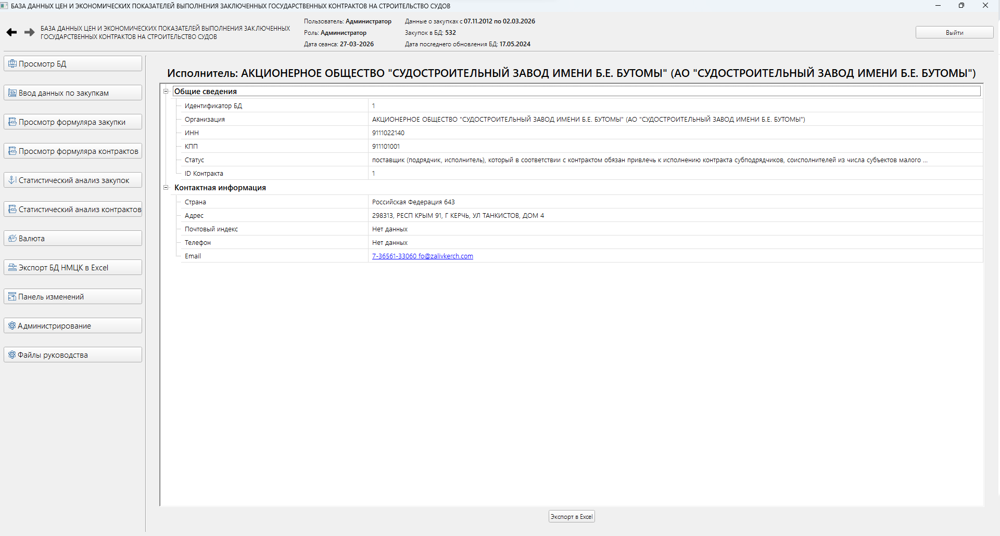 БАЗА ДАННЫХ ЦЕН И ЭКОНОМИЧЕСКИХ ПОКАЗАТЕЛЕЙ ВЫПОЛНЕНИЯ ЗАКЛЮЧЕННЫХ ГОСУДАРСТВЕННЫХ КОНТРАКТОВ НА СТРОИТЕЛЬСТВО СУДОВ
БАЗА ДАННЫХ ЦЕН И ЭКОНОМИЧЕСКИХ ПОКАЗАТЕЛЕЙ ВЫПОЛНЕНИЯ ЗАКЛЮЧЕННЫХ
ГОСУДАРСТВЕННЫХ КОНТРАКТОВ НА СТРОИТЕЛЬСТВО СУДОВ
Пользователь: Администратор
Роль: Администратор
Дата сеанса: 27-03-2026
Данные о закупках с 07.11.2012 по 02.03.2026
Закупок в БД: 532
Дата последнего обновления БД: 17.05.2024
Выйти
Просмотр БД
Ввод данных по закупкам
Просмотр формуляра закупки
Просмотр формуляра контрактов
Статистический анализ закупок
Статистический анализ контрактов
Валюта
Экспорт БД НМЦК в Excel
Панель изменений
Администрирование
Файлы руководства
Исполнитель: АКЦИОНЕРНОЕ ОБЩЕСТВО "СУДОСТРОИТЕЛЬНЫЙ ЗАВОД ИМЕНИ Б.Е. БУТОМЫ" (АО "СУДОСТРОИТЕЛЬНЫЙ ЗАВОД ИМЕНИ Б.Е. БУТОМЫ")
Общие сведения
Идентификатор БД 1
Организация АКЦИОНЕРНОЕ ОБЩЕСТВО "СУДОСТРОИТЕЛЬНЫЙ ЗАВОД ИМЕНИ Б.Е. БУТОМЫ" (АО "СУДОСТРОИТЕЛЬНЫЙ ЗАВОД ИМЕНИ Б.Е. БУТОМЫ")
ИНН 9111022140
КПП 911101001
Статус поставщик (подрядчик, исполнитель), который в соответствии с контрактом обязан привлечь к исполнению контракта субподрядчиков, соисполнителей из числа субъектов малого ...
ID Контракта 1
Контактная информация
Страна Российская Федерация 643
Адрес 298313, РЕСП КРЫМ 91, Г КЕРЧЬ, УЛ ТАНКИСТОВ, ДОМ 4
Почтовый индекс Нет данных
Телефон Нет данных
Email 7-36561-33060 fo@zalivkerch.com
Экспорт в Excel